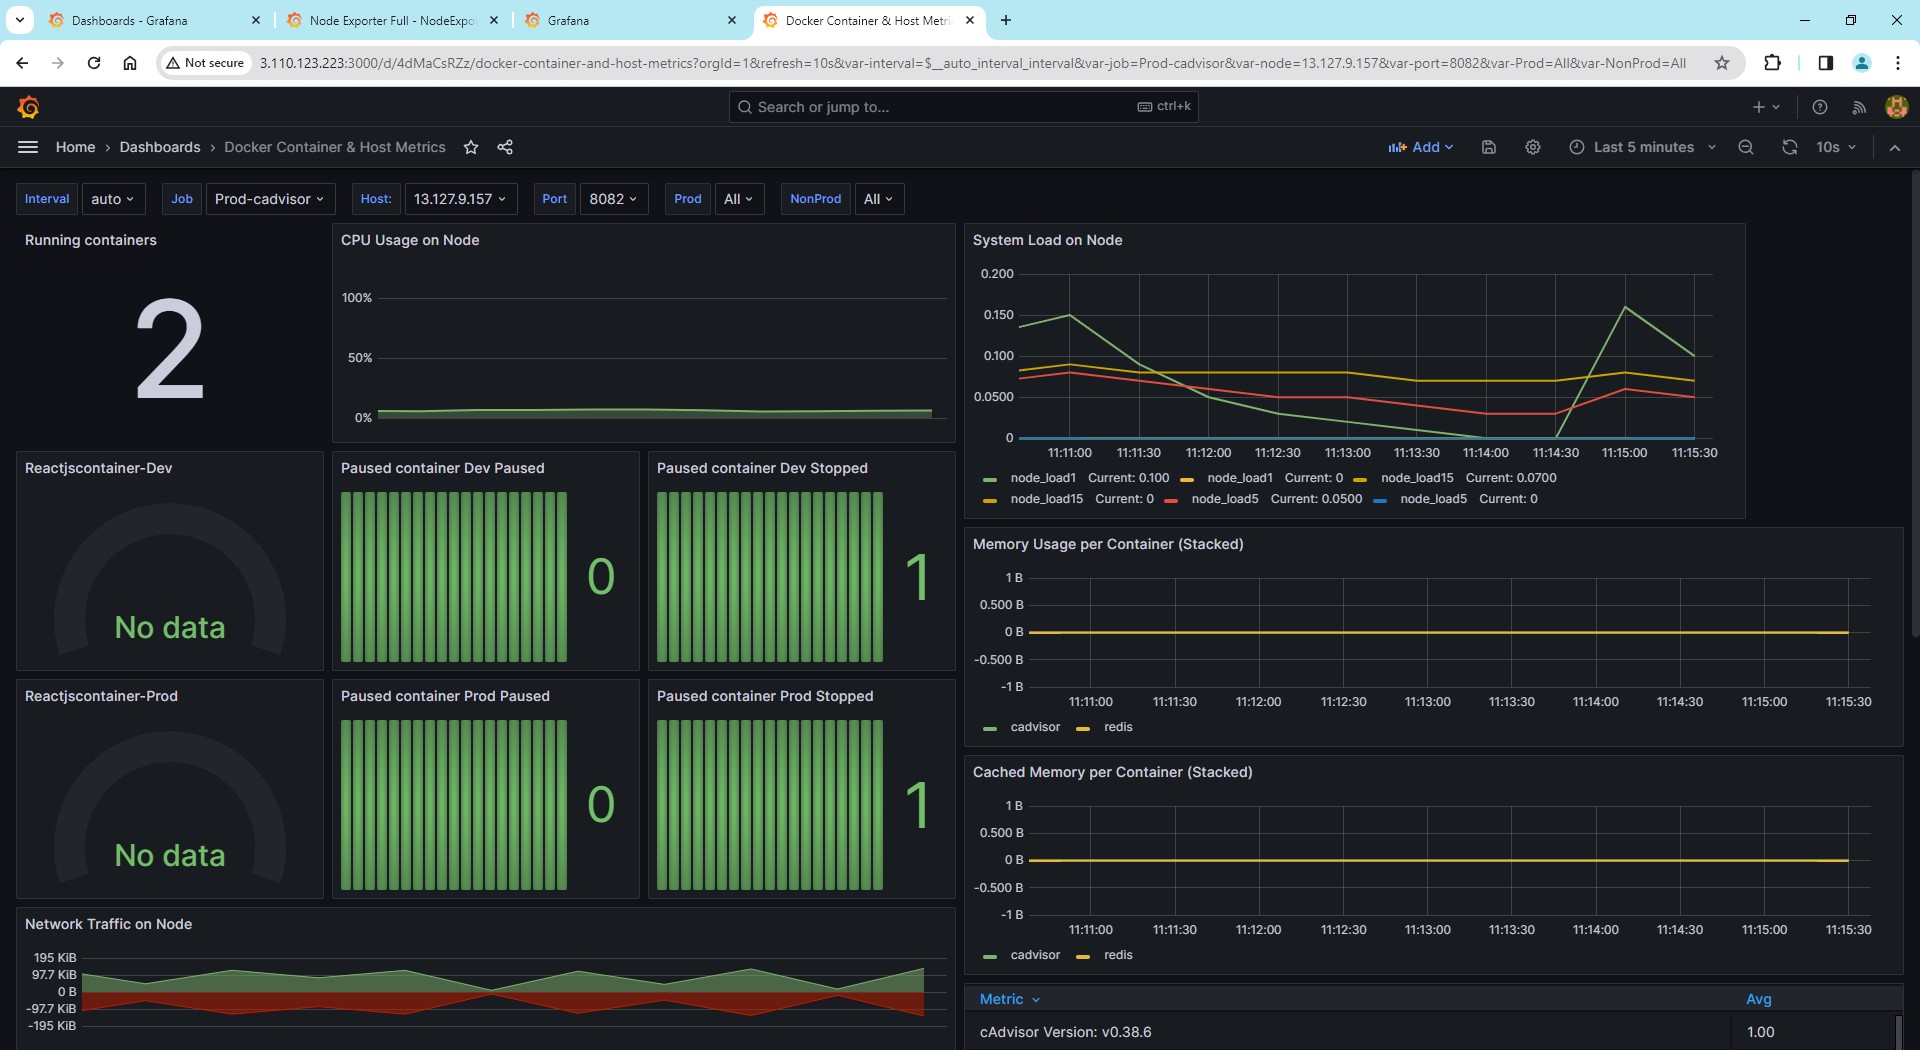 Dashboards - Grafana
Node Exporter Full - NodeExpo
Grafana
Docker Container & Host Metri
Not secure
3.110.123.223:3000/d/4dMaCsRZz/docker-container-and-host-metrics?orgId=1&refresh=10s&var-interval=$__auto_interval_interval&var-job=Prod-cadvisor&var-node=13.127.9.157&var-port=8082&var-Prod=All&var-NonProd=All
Search or jump to...
ctrl+k
Home › Dashboards › Docker Container & Host Metrics
Add
Last 5 minutes
10s
Interval auto Job Prod-cadvisor Host: 13.127.9.157 Port 8082 Prod All NonProd All
Running containers
2
CPU Usage on Node
100%
50%
0%
System Load on Node
0.200
0.150
0.100
0.0500
0
11:11:00 11:11:30 11:12:00 11:12:30 11:13:00 11:13:30 11:14:00 11:14:30 11:15:00 11:15:30
node_load1 Current: 0.100 node_load1 Current: 0 node_load15 Current: 0.0700
node_load15 Current: 0 node_load5 Current: 0.0500 node_load5 Current: 0
Reactjscontainer-Dev
No data
Paused container Dev Paused
0
Paused container Dev Stopped
1
Memory Usage per Container (Stacked)
1 B
0.500 B
0 B
-0.500 B
-1 B
11:11:00 11:11:30 11:12:00 11:12:30 11:13:00 11:13:30 11:14:00 11:14:30 11:15:00 11:15:30
cadvisor redis
Reactjscontainer-Prod
No data
Paused container Prod Paused
0
Paused container Prod Stopped
1
Cached Memory per Container (Stacked)
1 B
0.500 B
0 B
-0.500 B
-1 B
11:11:00 11:11:30 11:12:00 11:12:30 11:13:00 11:13:30 11:14:00 11:14:30 11:15:00 11:15:30
cadvisor redis
Network Traffic on Node
195 KiB
97.7 KiB
0 B
-97.7 KiB
-195 KiB
Metric Avg
cAdvisor Version: v0.38.6 1.00